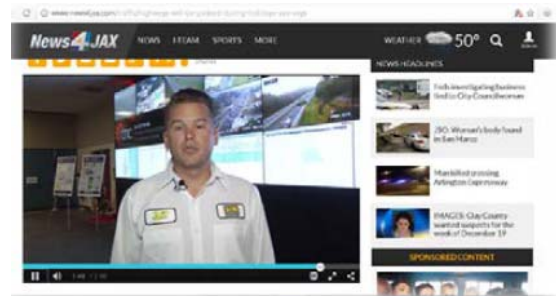 News4JAX NEWS I-TEAM SPORTS MORE WEATHER 50°
NEWS HEADLINES
Feds investigating business
tied to City Councilwoman
JSO: Woman's body found
in San Marco
Man killed crossing
Arlington Expressway
IMAGES: Clay County
wanted suspects for the
week of December 19
SPONSORED CONTENT